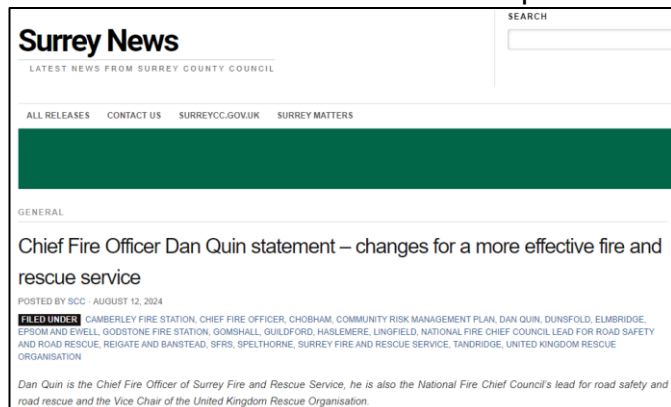 SEARCH
Surrey News
LATEST NEWS FROM SURREY COUNTY COUNCIL
ALL RELEASES CONTACT US SURREYCC.GOV.UK SURREY MATTERS
GENERAL
Chief Fire Officer Dan Quin statement – changes for a more effective fire and
rescue service
POSTED BY SCC · AUGUST 12, 2024
FILED UNDER CAMBERLEY FIRE STATION, CHIEF FIRE OFFICER, CHOBHAM, COMMUNITY RISK MANAGEMENT PLAN, DAN QUIN, DUNSFOLD, ELMBRIDGE,
EPSOM AND EWELL, GODSTONE FIRE STATION, GOMSHALL, GUILDFORD, HASLEMERE, LINGFIELD, NATIONAL FIRE CHIEF COUNCIL LEAD FOR ROAD SAFETY
AND ROAD RESCUE, REIGATE AND BANSTEAD, SFRS, SPELTHORNE, SURREY FIRE AND RESCUE SERVICE, TANDRIDGE, UNITED KINGDOM RESCUE
ORGANISATION
Dan Quin is the Chief Fire Officer of Surrey Fire and Rescue Service, he is also the National Fire Chief Council's lead for road safety and
road rescue and the Vice Chair of the United Kingdom Rescue Organisation.